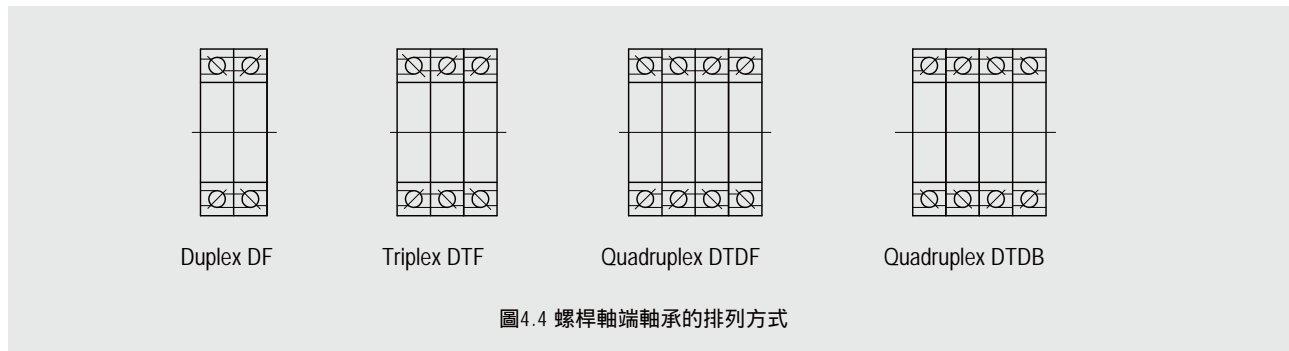 Duplex DF
Triplex DTF
Quadruplex DTDF
Quadruplex DTDB
圖4.4 螺桿軸端軸承的排列方式